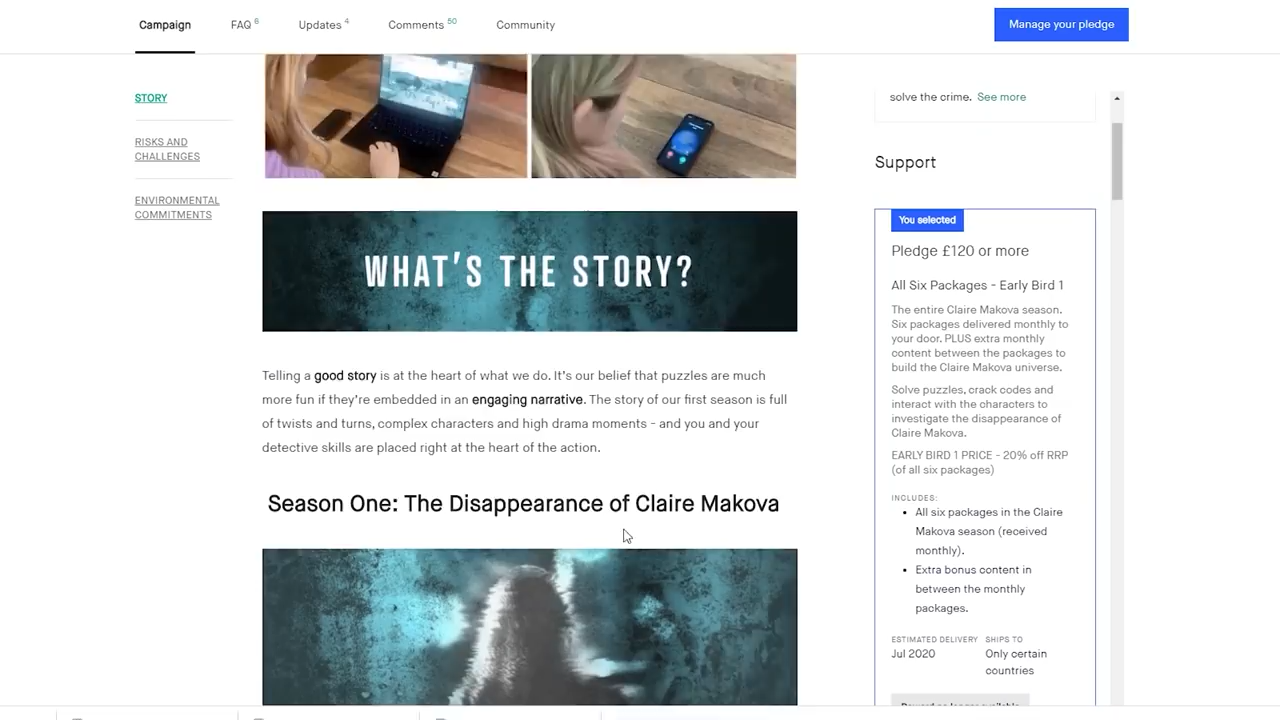 Campaign
FAQ 6
Updates 4
Comments 50
Community
Manage your pledge
STORY
RISKS AND
CHALLENGES
ENVIRONMENTAL
COMMITMENTS
WHAT'S THE STORY?
Telling a good story is at the heart of what we do. It's our belief that puzzles are much
more fun if they're embedded in an engaging narrative. The story of our first season is full
of twists and turns, complex characters and high drama moments - and you and your
detective skills are placed right at the heart of the action.
Season One: The Disappearance of Claire Makova
solve the crime. See more
Support
You selected
Pledge £120 or more
All Six Packages - Early Bird 1
The entire Claire Makova season.
Six packages delivered monthly to
your door. PLUS extra monthly
content between the packages to
build the Claire Makova universe.
Solve puzzles, crack codes and
interact with the characters to
investigate the disappearance of
Claire Makova.
EARLY BIRD 1 PRICE - 20% off RRP
(of all six packages)
INCLUDES:
All six packages in the Claire
Makova season (received
monthly).
Extra bonus content in
between the monthly
packages.
ESTIMATED DELIVERY
Jul 2020
SHIPS TO
Only certain
countries
Reward no longer available